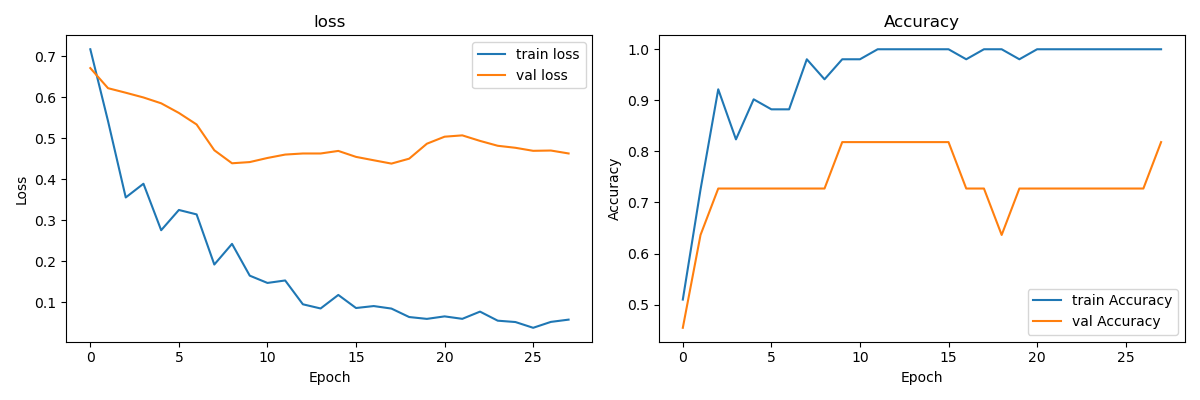 loss
0.7
0.6
0.5
0.4
0.3
0.2
0.1
Loss
0 5 10 15 20 25
Epoch
train loss
val loss
Accuracy
1.0
0.9
0.8
0.7
0.6
0.5
Accuracy
0 5 10 15 20 25
Epoch
train Accuracy
val Accuracy